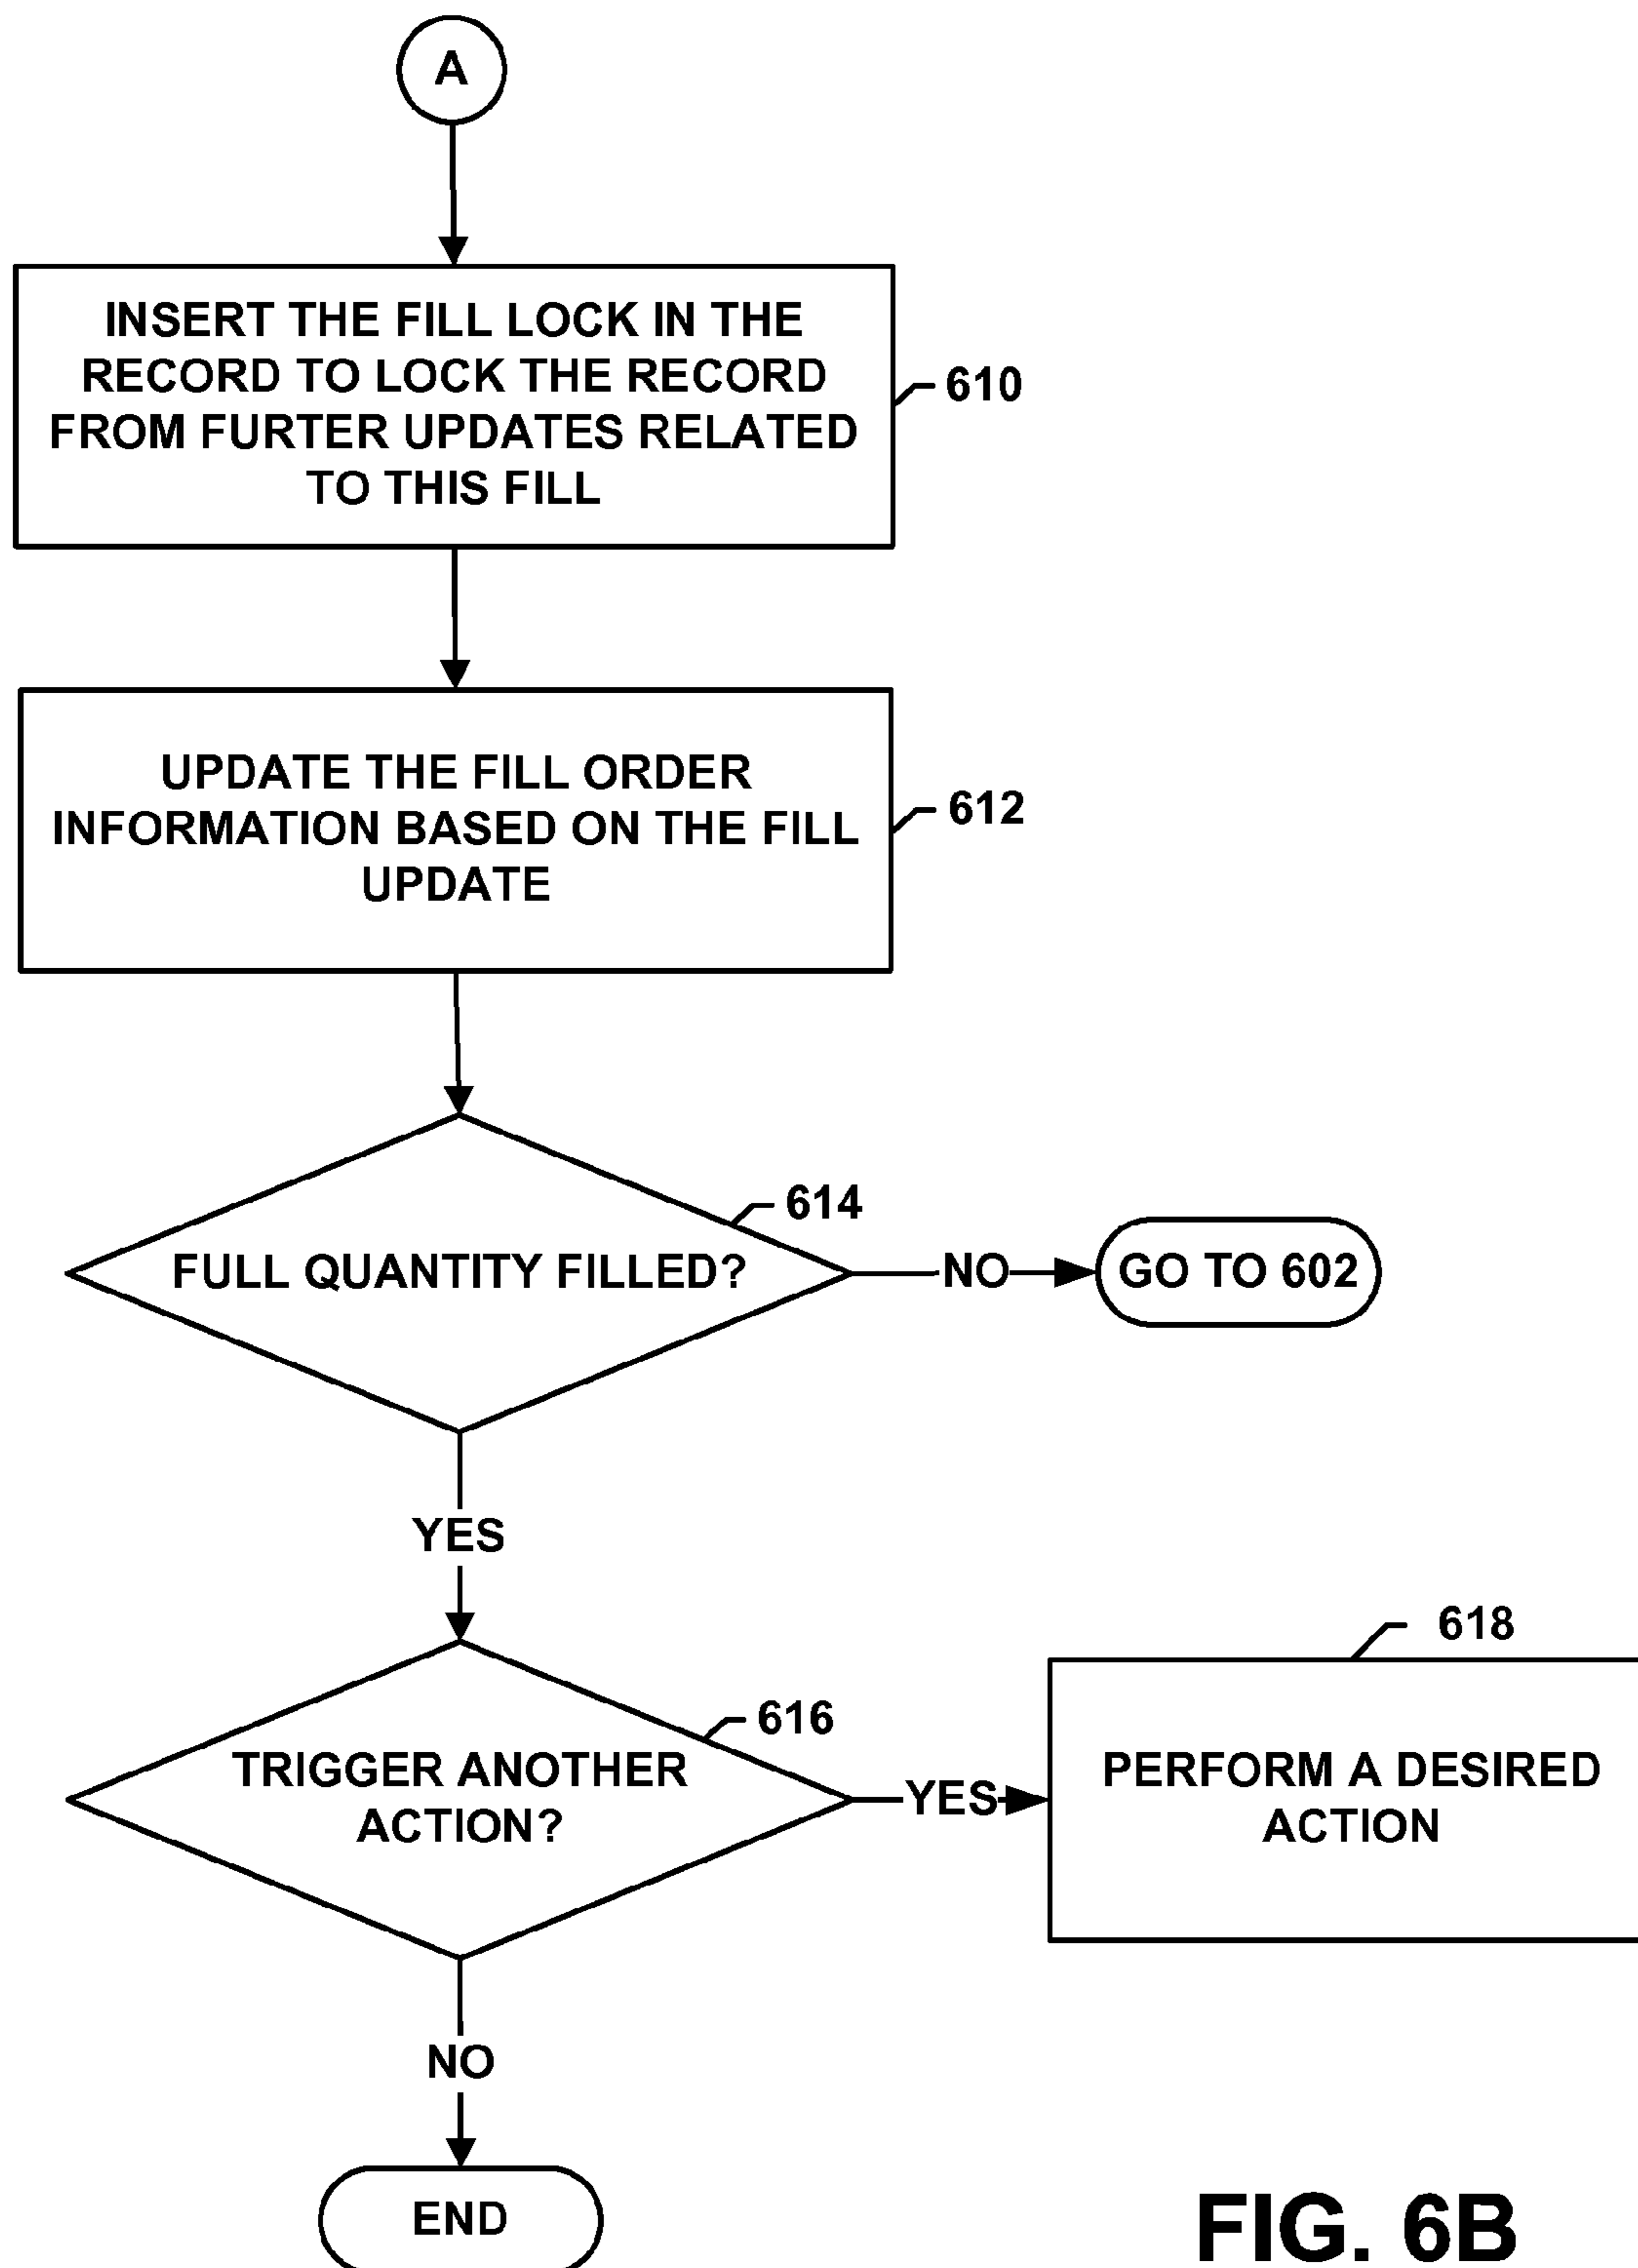 A
INSERT THE FILL LOCK IN THE
RECORD TO LOCK THE RECORD
FROM FURTER UPDATES RELATED
TO THIS FILL
610
UPDATE THE FILL ORDER
INFORMATION BASED ON THE FILL
UPDATE
612
614
FULL QUANTITY FILLED?
NO
GO TO 602
YES
616
TRIGGER ANOTHER
ACTION?
YES
618
PERFORM A DESIRED
ACTION
NO
END
FIG. 6B